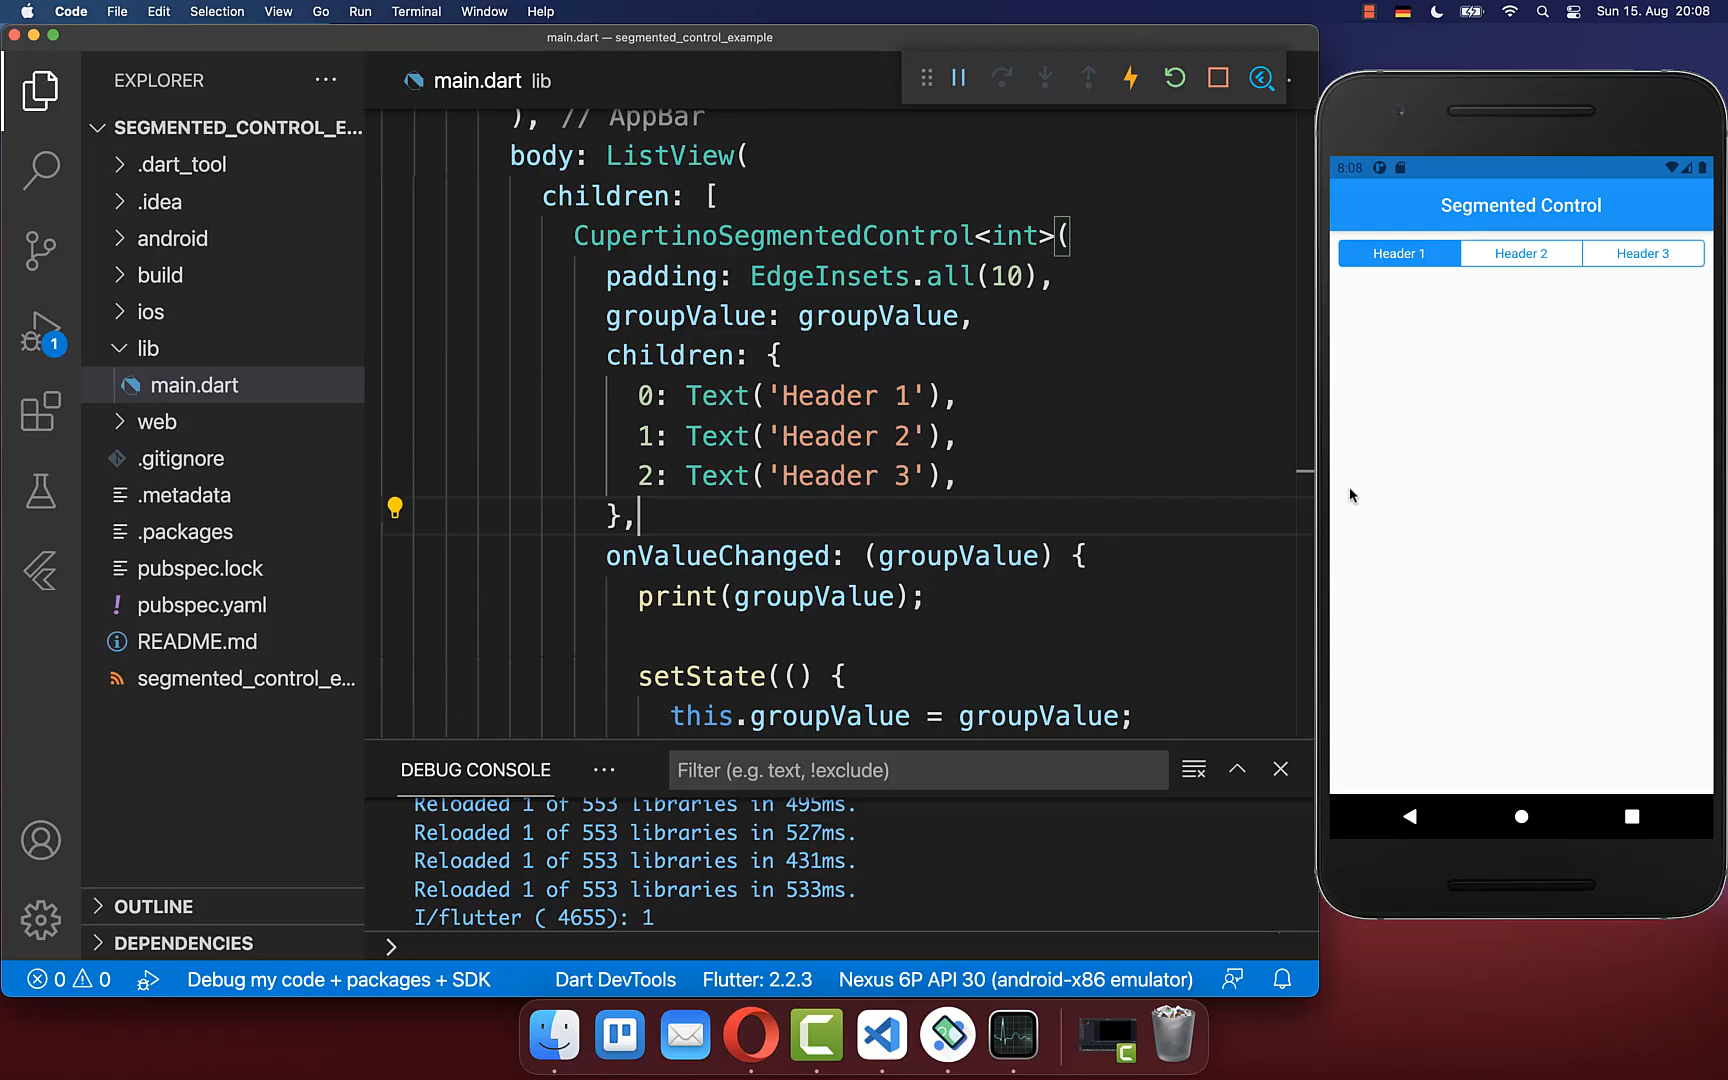 Code File Edit Selection View Go Run Terminal Window Help
Sun 15. Aug 20:08
main.dart — segmented_control_example
EXPLORER
SEGMENTED_CONTROL_E...
.dart_tool
.idea
android
build
ios
lib
main.dart
web
.gitignore
.metadata
.packages
pubspec.lock
pubspec.yaml
README.md
segmented_control_e...
OUTLINE
DEPENDENCIES
1
main.dart lib
), // AppBar
body: ListView(
children: [
CupertinoSegmentedControl<int>(
padding: EdgeInsets.all(10),
groupValue: groupValue,
children: {
0: Text('Header 1'),
1: Text('Header 2'),
2: Text('Header 3'),
},
onValueChanged: (groupValue) {
print(groupValue);
setState(() {
this.groupValue = groupValue;
DEBUG CONSOLE
Filter (e.g. text, !exclude)
Reloaded 1 of 553 libraries in 495ms.
Reloaded 1 of 553 libraries in 527ms.
Reloaded 1 of 553 libraries in 431ms.
Reloaded 1 of 553 libraries in 533ms.
I/flutter ( 4655): 1
0 0 Debug my code + packages + SDK Dart DevTools Flutter: 2.2.3 Nexus 6P API 30 (android-x86 emulator)
8:08
Segmented Control
Header 1 Header 2 Header 3